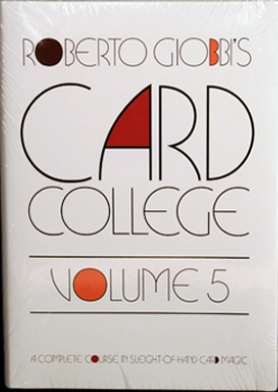 ROBERTO GIOBBI'S
CARD
COLLEGE
VOLUME 5
A COMPLETE COURSE IN SLEIGHT-OF-HAND CARD MAGIC